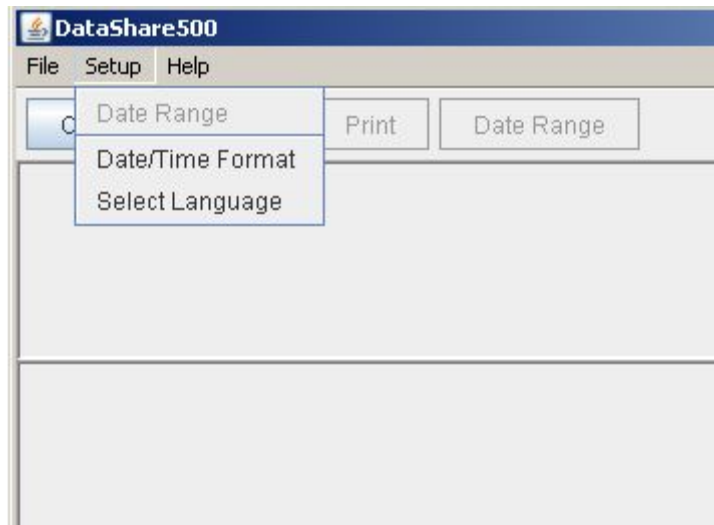 DataShare500
File Setup Help
Date Range
Print Date Range
Date/Time Format
Select Language